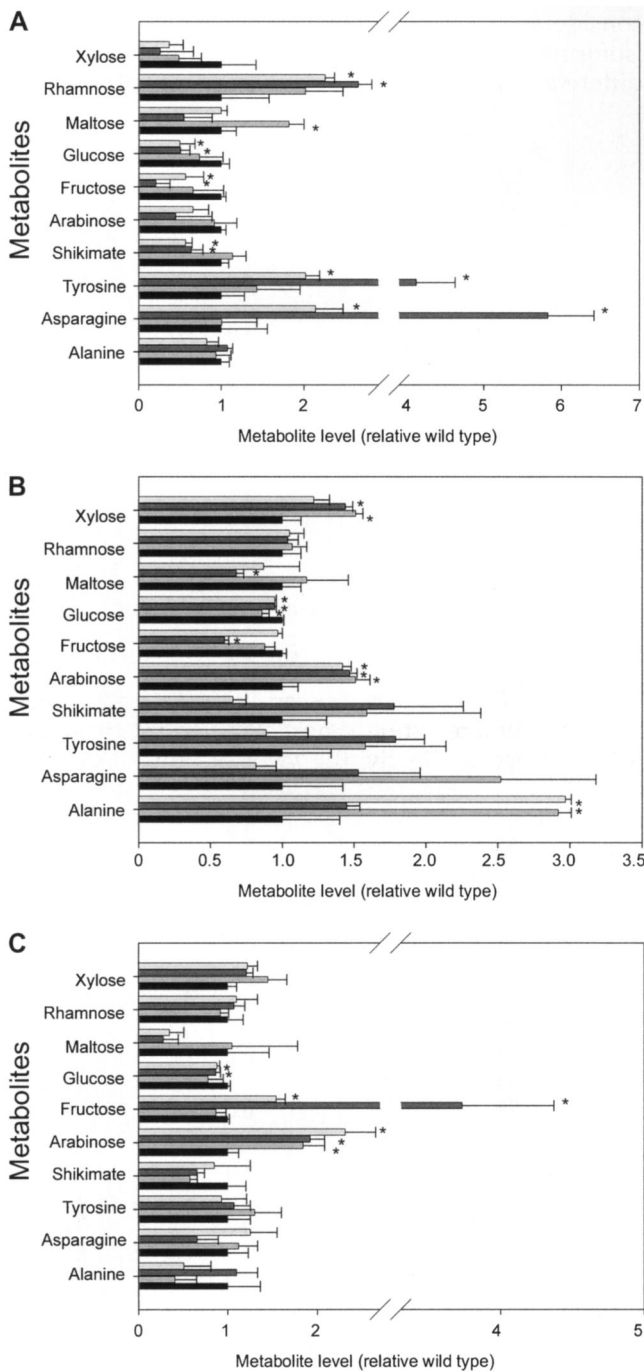 A
Metabolites
Xylose
Rhamnose *
*
Maltose
*
Glucose *
*
Fructose *
*
Arabinose
Shikimate *
*
Tyrosine *
*
Asparagine *
*
Alanine
0 1 2 4 5 6 7
Metabolite level (relative wild type)
B
Metabolites
Xylose *
*
Rhamnose
Maltose *
Glucose *
*
*
Fructose *
Arabinose *
*
*
Shikimate
Tyrosine
Asparagine
Alanine *
*
0 0.5 1.0 1.5 2.0 2.5 3.0 3.5
Metabolite level (relative wild type)
C
Metabolites
Xylose
Rhamnose
Maltose
Glucose *
*
Fructose *
*
Arabinose *
*
*
Shikimate
Tyrosine
Asparagine
Alanine
0 1 2 4 5
Metabolite level (relative wild type)